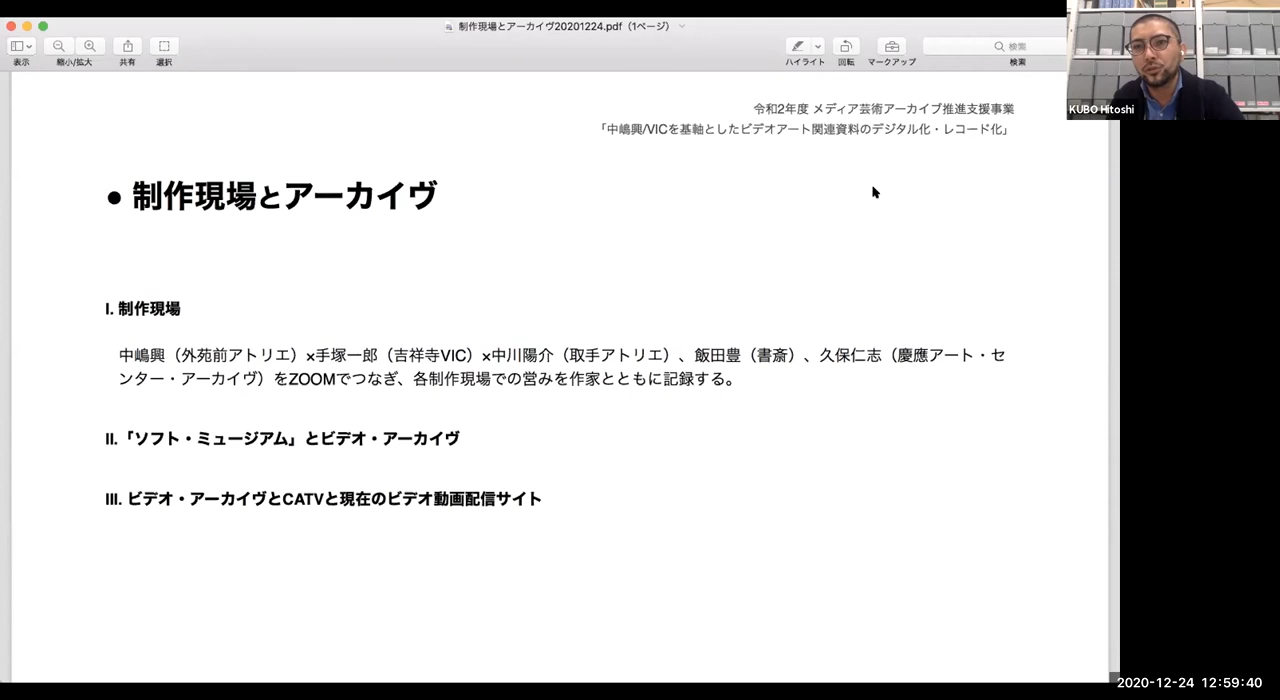 制作現場とアーカイヴ20201224.pdf（1ページ）
検索
表示
縮小/拡大
共有
選択
ハイライト
回転
マークアップ
検索
KUBO Hitoshi
令和2年度 メディア芸術アーカイブ推進支援事業
「中嶋興/VICを基軸としたビデオアート関連資料のデジタル化・レコード化」
● 制作現場とアーカイヴ
I. 制作現場
中嶋興（外苑前アトリエ）×手塚一郎（吉祥寺VIC）×中川陽介（取手アトリエ）、飯田豊（書斎）、久保仁志（慶應アート・セ
ンター・アーカイヴ）をZOOMでつなぎ、各制作現場での営みを作家とともに記録する。
II.「ソフト・ミュージアム」とビデオ・アーカイヴ
III. ビデオ・アーカイヴとCATVと現在のビデオ動画配信サイト
2020-12-24 12:59:40